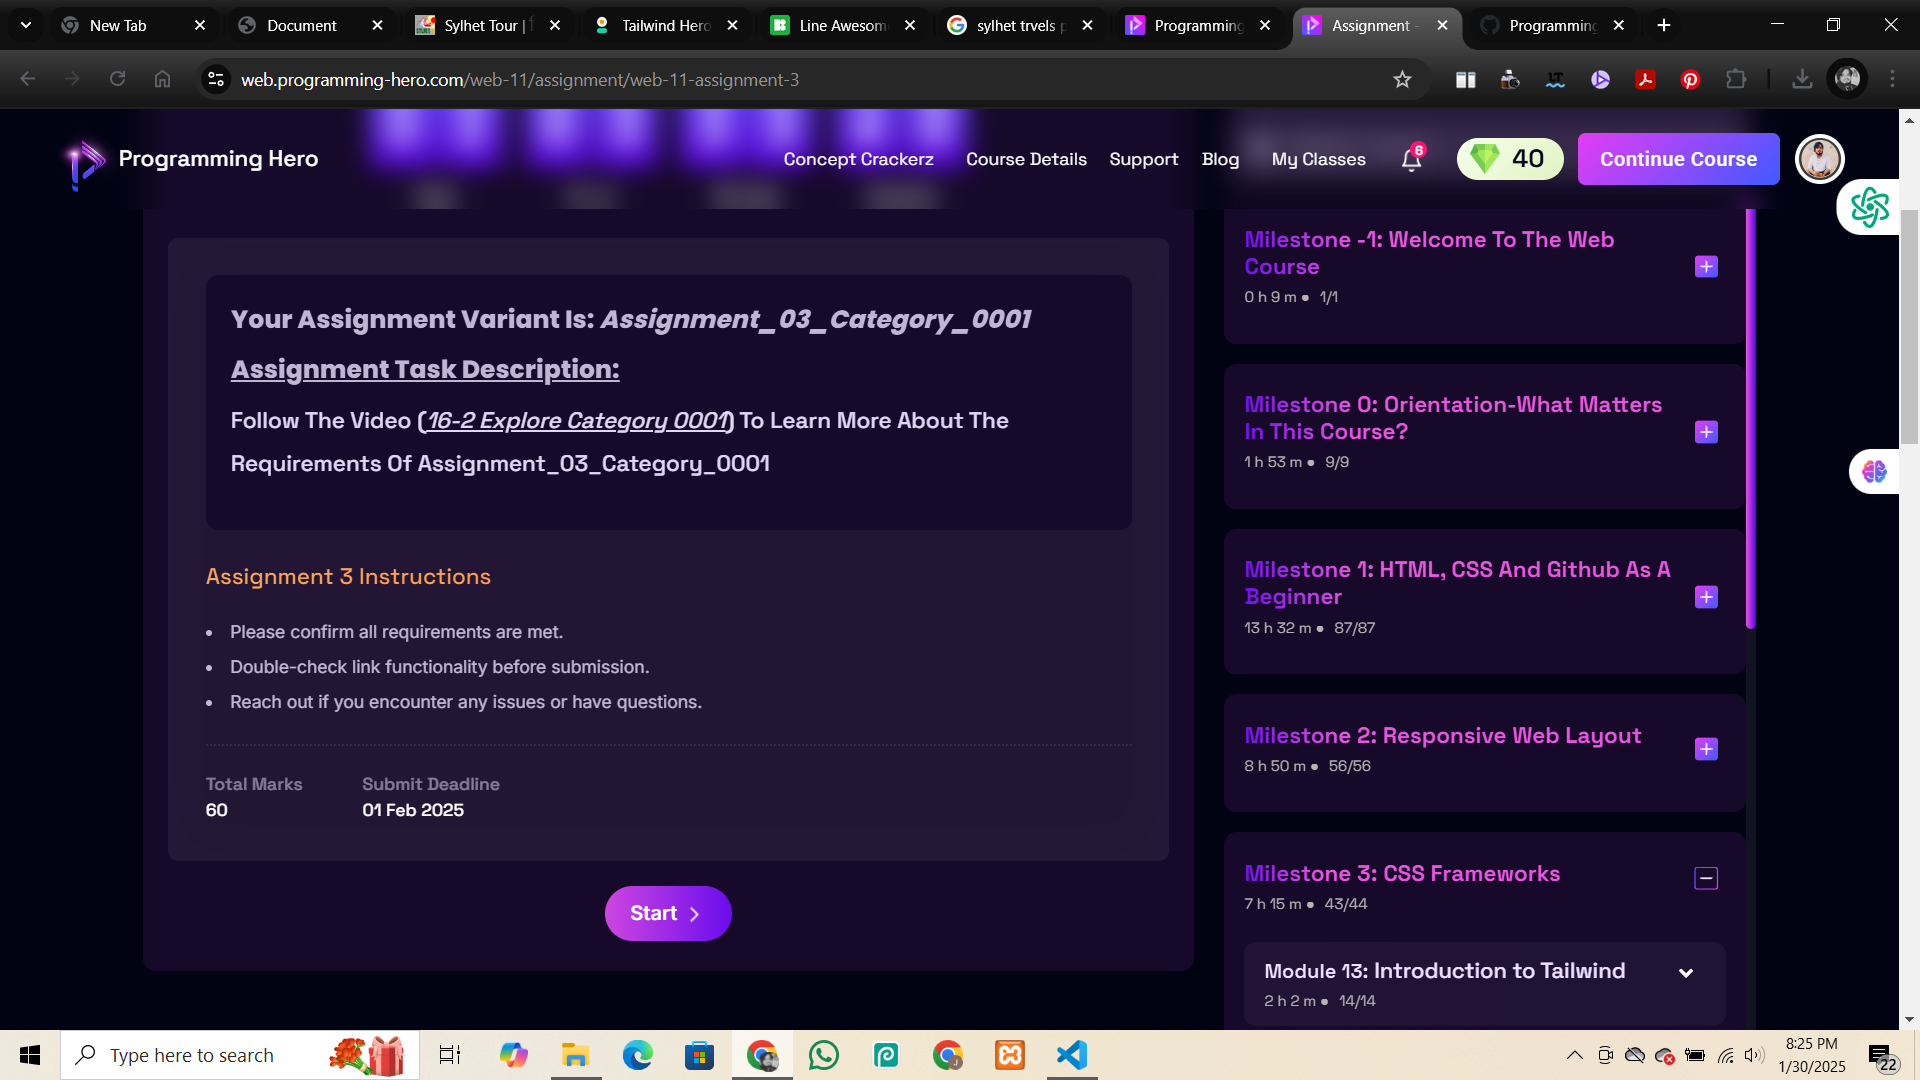 New Tab
Document
Sylhet Tour |
Tailwind Hero
Line Awesom
sylhet trvels p
Programming
Assignment -
Programming
web.programming-hero.com/web-11/assignment/web-11-assignment-3
Programming Hero
Concept Crackerz
Course Details
Support
Blog
My Classes
6
40
Continue Course
Your Assignment Variant Is: Assignment_03_Category_0001
Assignment Task Description:
Follow The Video (16-2 Explore Category 0001) To Learn More About The
Requirements Of Assignment_03_Category_0001
Assignment 3 Instructions
Please confirm all requirements are met.
Double-check link functionality before submission.
Reach out if you encounter any issues or have questions.
Total Marks
60
Submit Deadline
01 Feb 2025
Start
Milestone -1: Welcome To The Web
Course
0 h 9 m ● 1/1
Milestone 0: Orientation-What Matters
In This Course?
1 h 53 m ● 9/9
Milestone 1: HTML, CSS And Github As A
Beginner
13 h 32 m ● 87/87
Milestone 2: Responsive Web Layout
8 h 50 m ● 56/56
Milestone 3: CSS Frameworks
7 h 15 m ● 43/44
Module 13: Introduction to Tailwind
2 h 2 m ● 14/14
Type here to search
8:25 PM
1/30/2025
22